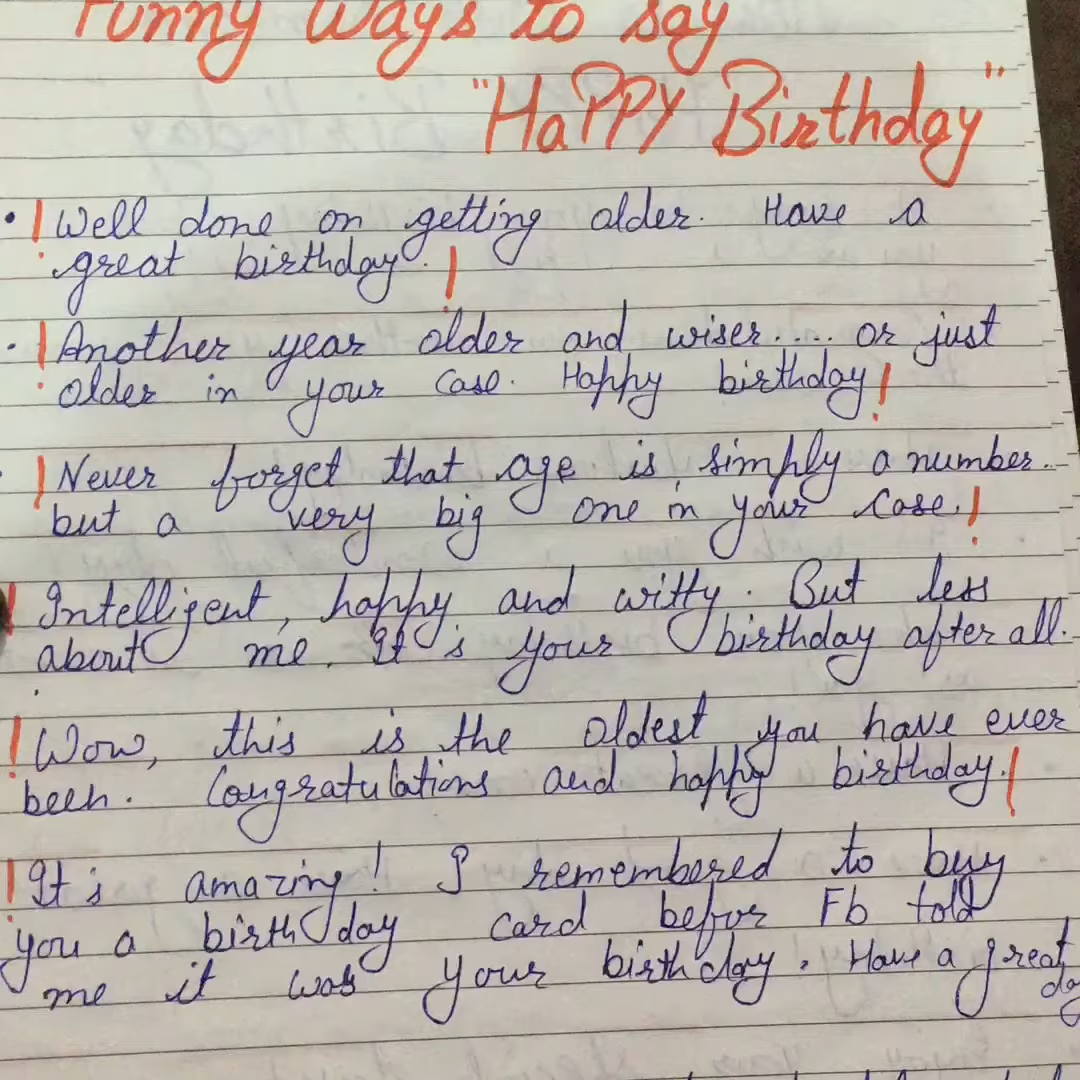 Funny Ways to say
"HaPPY Birthday"
! Well done on getting older. Have a
great birthday. !
! Another year older and wiser.... or just
older in your case. Happy birthday !
! Never forget that age is simply a number.
but a very big one in your case. !
! Intelligent, happy and witty. But less
about me. It's your birthday after all.
! Wow, this is the oldest you have ever
been. Congratulations and happy birthday. !
! It's amazing! I remembered to buy
you a birthday card befor Fb told
me it was your birthday. Have a great
day